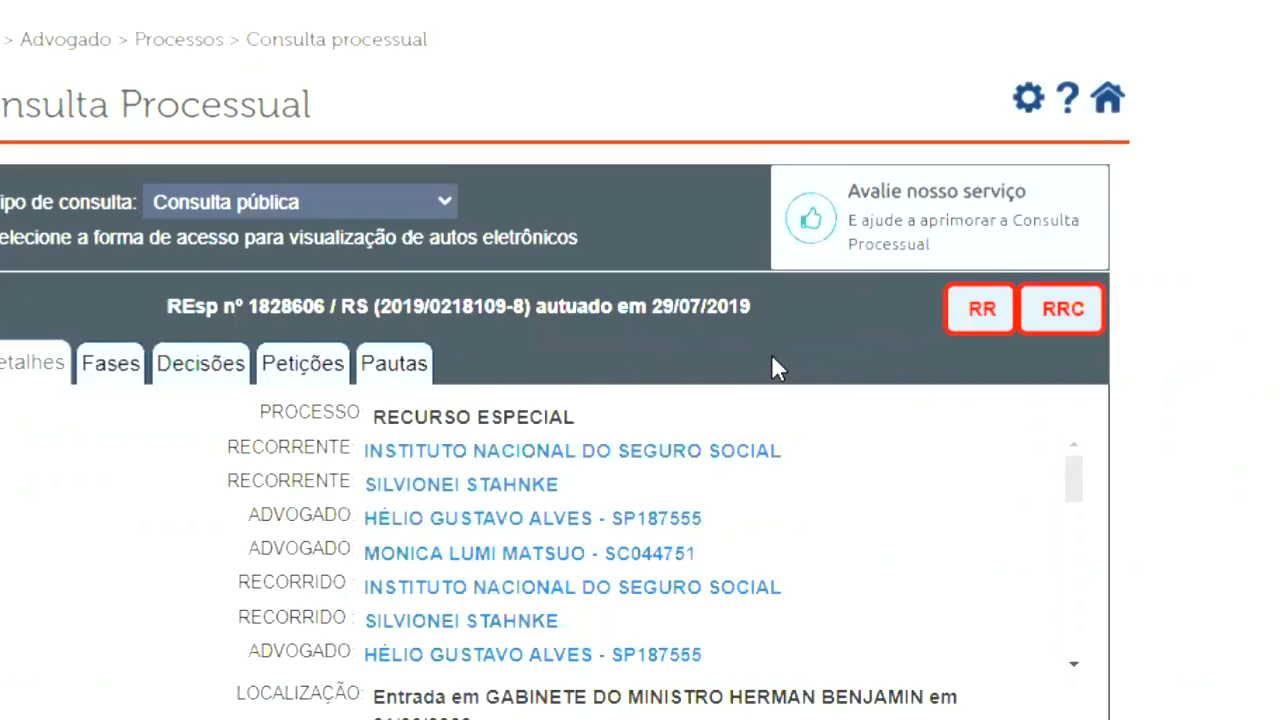 > Advogado > Processos > Consulta processual
nsulta Processual
ipo de consulta: Consulta pública
elecione a forma de acesso para visualização de autos eletrônicos
Avalie nosso serviço
E ajude a aprimorar a Consulta
Processual
REsp nº 1828606 / RS (2019/0218109-8) autuado em 29/07/2019
RR RRC
etalhes Fases Decisões Petições Pautas
PROCESSO RECURSO ESPECIAL
RECORRENTE: INSTITUTO NACIONAL DO SEGURO SOCIAL
RECORRENTE: SILVIONEI STAHNKE
ADVOGADO: HÉLIO GUSTAVO ALVES - SP187555
ADVOGADO: MONICA LUMI MATSUO - SC044751
RECORRIDO : INSTITUTO NACIONAL DO SEGURO SOCIAL
RECORRIDO : SILVIONEI STAHNKE
ADVOGADO: HÉLIO GUSTAVO ALVES - SP187555
LOCALIZAÇÃO: Entrada em GABINETE DO MINISTRO HERMAN BENJAMIN em